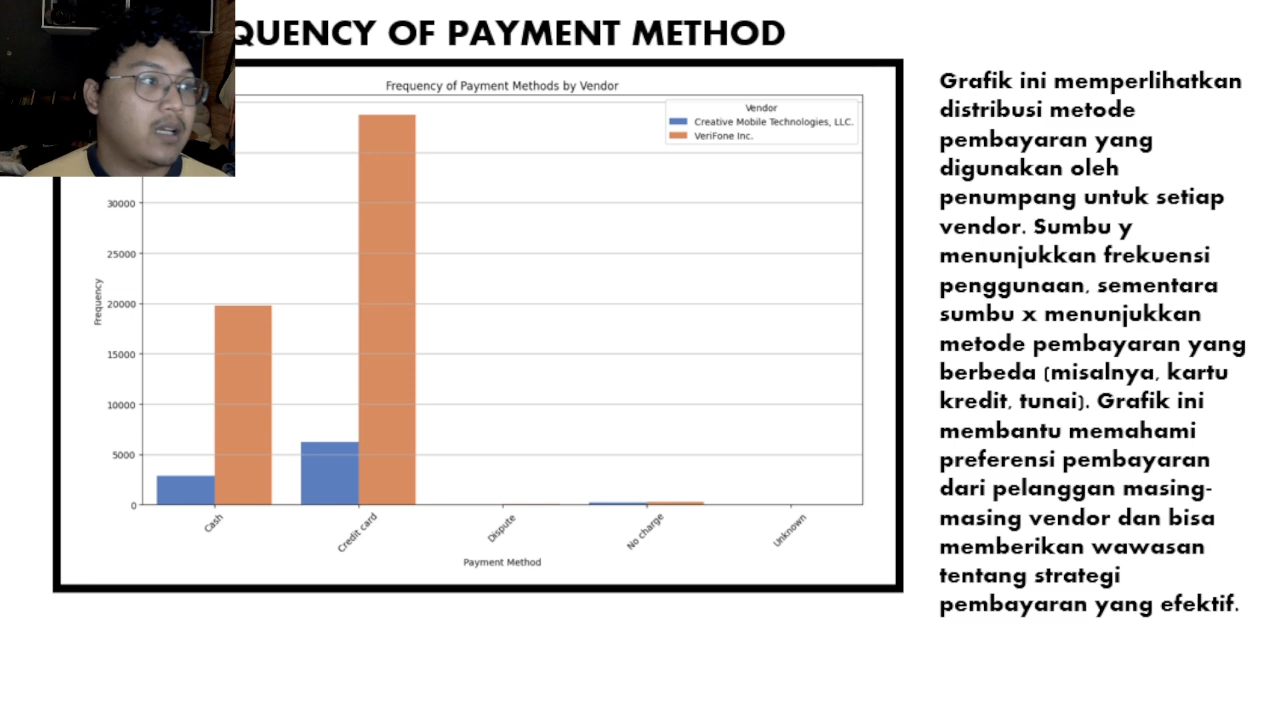 QUENCY OF PAYMENT METHOD
Frequency of Payment Methods by Vendor
Vendor
Creative Mobile Technologies, LLC.
VeriFone Inc.
30000
25000
20000
15000
10000
5000
0
Frequency
Cash
Credit card
Dispute
No charge
Unknown
Payment Method
Grafik ini memperlihatkan
distribusi metode
pembayaran yang
digunakan oleh
penumpang untuk setiap
vendor. Sumbu y
menunjukkan frekuensi
penggunaan, sementara
sumbu x menunjukkan
metode pembayaran yang
berbeda (misalnya, kartu
kredit, tunai). Grafik ini
membantu memahami
preferensi pembayaran
dari pelanggan masing-
masing vendor dan bisa
memberikan wawasan
tentang strategi
pembayaran yang efektif.